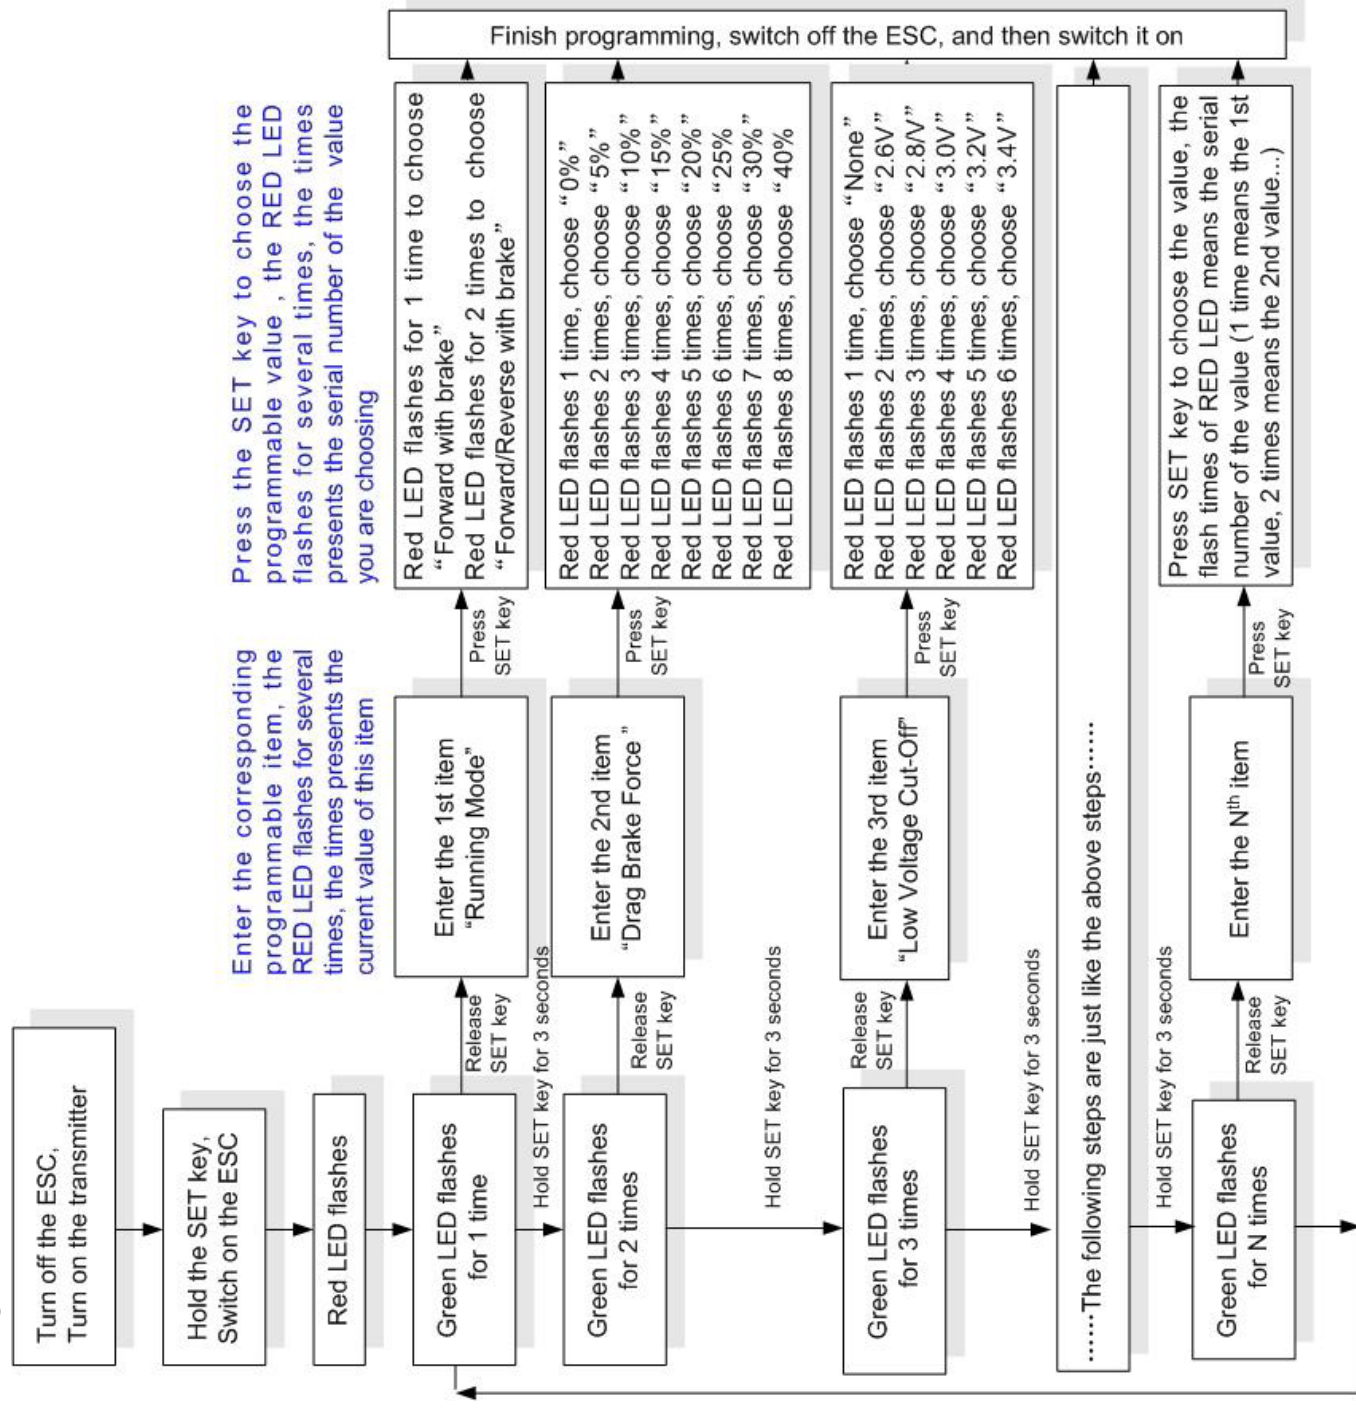 Turn off the ESC,
Turn on the transmitter
Hold the SET key,
Switch on the ESC
Red LED flashes
Enter the corresponding
programmable item, the
RED LED flashes for several
times, the times presents the
current value of this item
Press the SET key to choose the
programmable value , the RED LED
flashes for several times, the times
presents the serial number of the value
you are choosing
Green LED flashes
for 1 time
Release
SET key
Enter the 1st item
“Running Mode”
Press
SET key
Red LED flashes for 1 time to choose
“Forward with brake”
Red LED flashes for 2 times to choose
“Forward/Reverse with brake”
Hold SET key for 3 seconds
Green LED flashes
for 2 times
Release
SET key
Enter the 2nd item
“Drag Brake Force ”
Press
SET key
Red LED flashes 1 time, choose “0%”
Red LED flashes 2 times, choose “5%”
Red LED flashes 3 times, choose “10%”
Red LED flashes 4 times, choose “15%”
Red LED flashes 5 times, choose “20%”
Red LED flashes 6 times, choose “25%
Red LED flashes 7 times, choose “30%”
Red LED flashes 8 times, choose “40%
Hold SET key for 3 seconds
Green LED flashes
for 3 times
Release
SET key
Enter the 3rd item
“Low Voltage Cut-Off”
Press
SET key
Red LED flashes 1 time, choose “None”
Red LED flashes 2 times, choose “2.6V”
Red LED flashes 3 times, choose “2.8/V”
Red LED flashes 4 times, choose “3.0V”
Red LED flashes 5 times, choose “3.2V”
Red LED flashes 6 times, choose “3.4V”
Hold SET key for 3 seconds
······The following steps are just like the above steps······
Hold SET key for 3 seconds
Green LED flashes
for N times
Release
SET key
Enter the Nth item
Press
SET key
Press SET key to choose the value, the
flash times of RED LED means the serial
number of the value (1 time means the 1st
value, 2 times means the 2nd value...)
Finish programming, switch off the ESC, and then switch it on